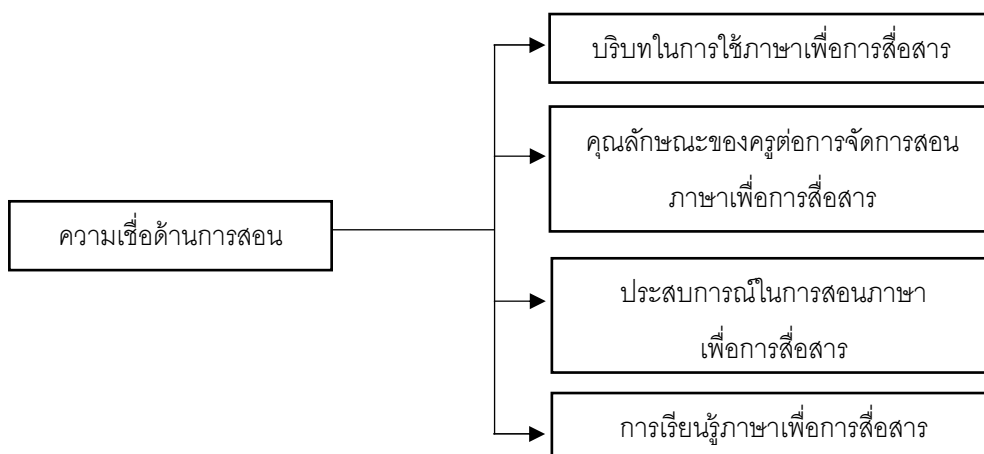 บริบทในการใช้ภาษาเพื่อการสื่อสาร
คุณลักษณะของครูต่อการจัดการสอน
ภาษาเพื่อการสื่อสาร
ความเชื่อด้านการสอน
ประสบการณ์ในการสอนภาษา
เพื่อการสื่อสาร
การเรียนรู้ภาษาเพื่อการสื่อสาร